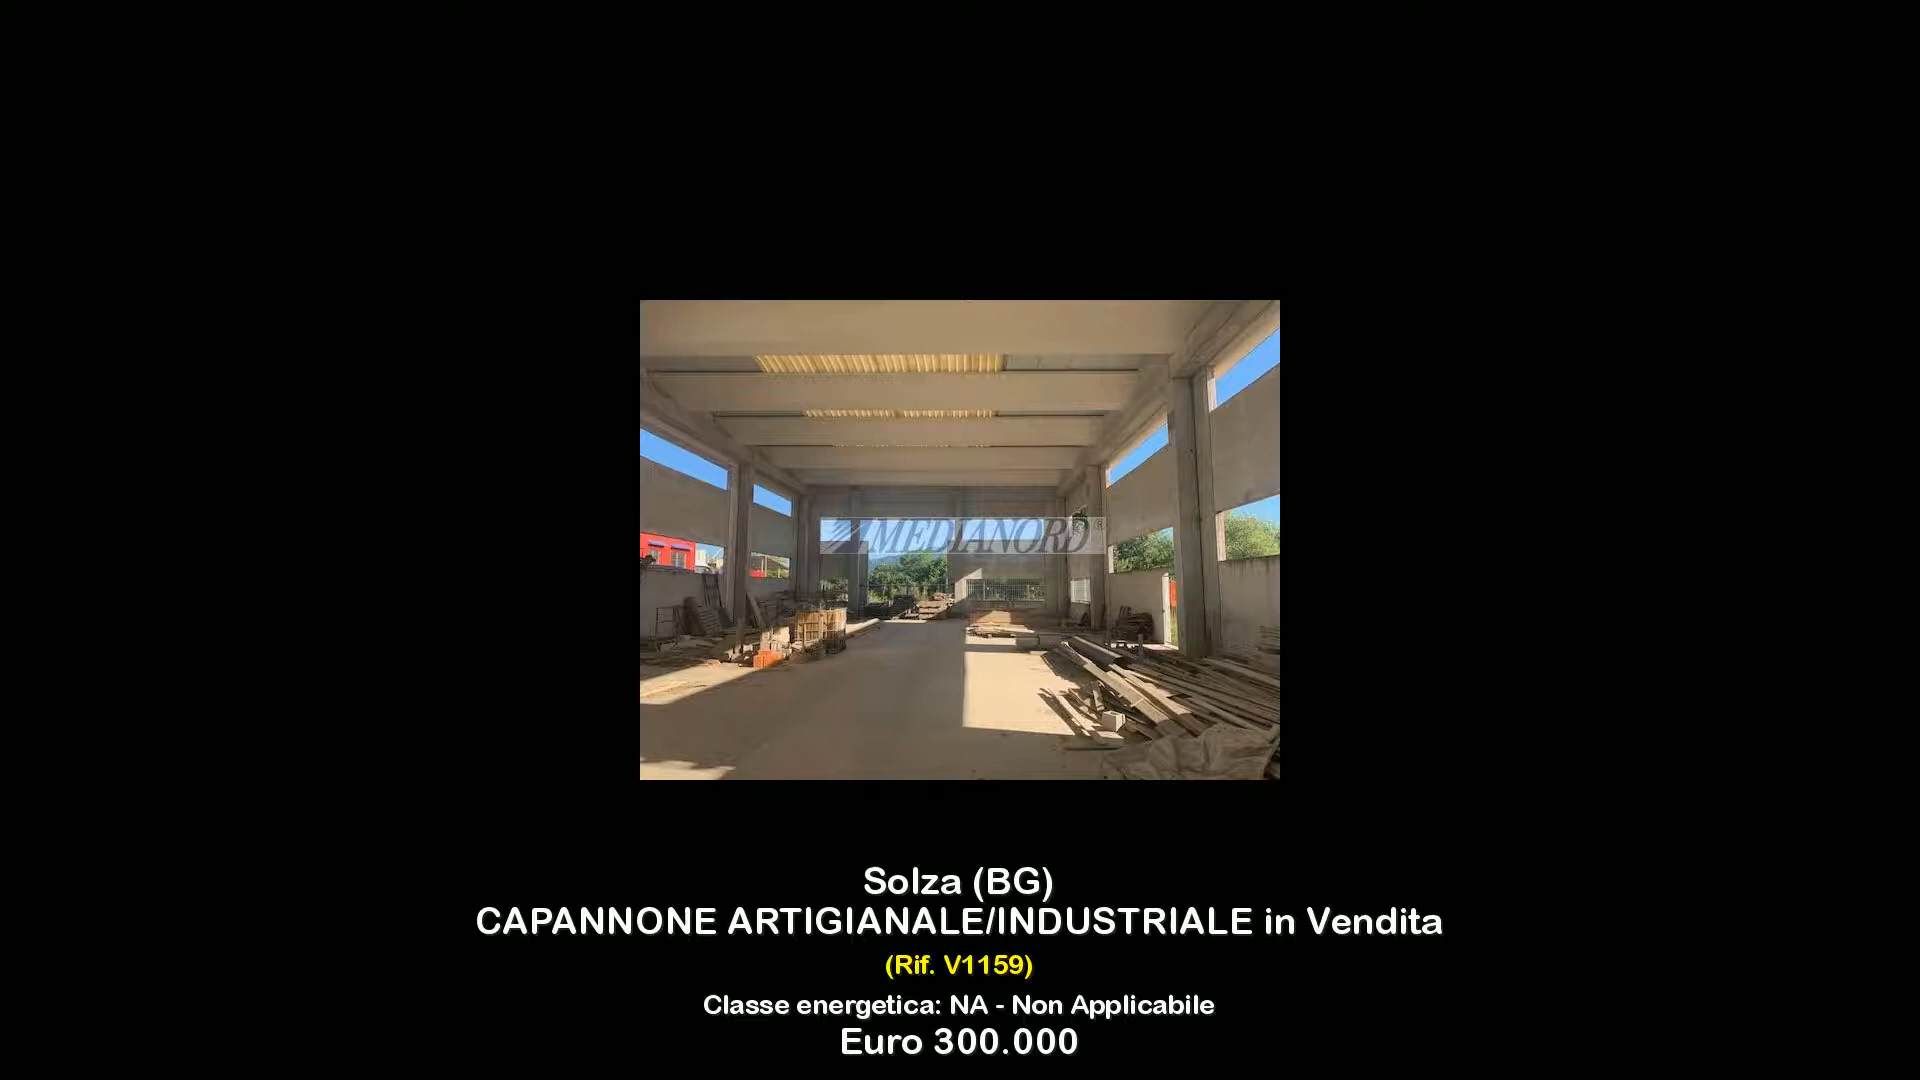 MEDIANORD®
Solza (BG)
CAPANNONE ARTIGIANALE/INDUSTRIALE in Vendita
(Rif. V1159)
Classe energetica: NA - Non Applicabile
Euro 300.000